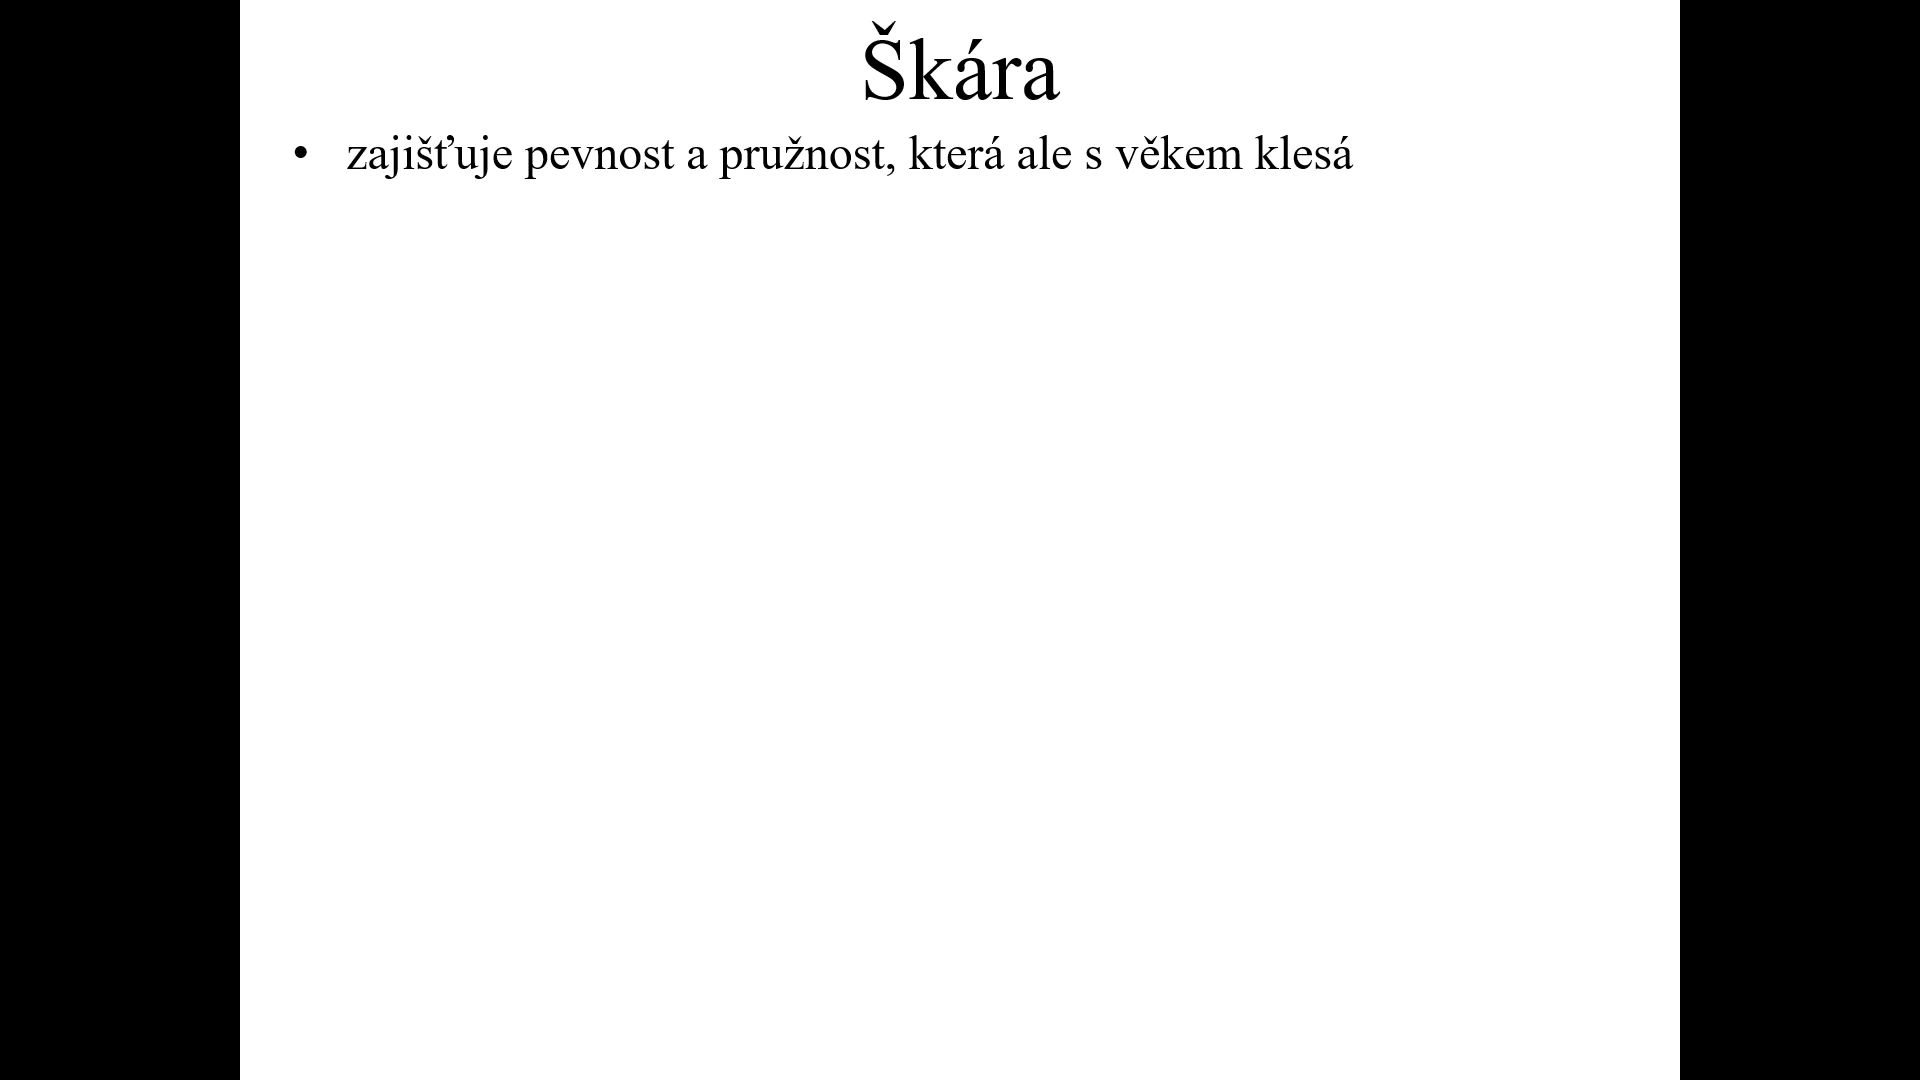 Škára
• zajišťuje pevnost a pružnost, která ale s věkem klesá